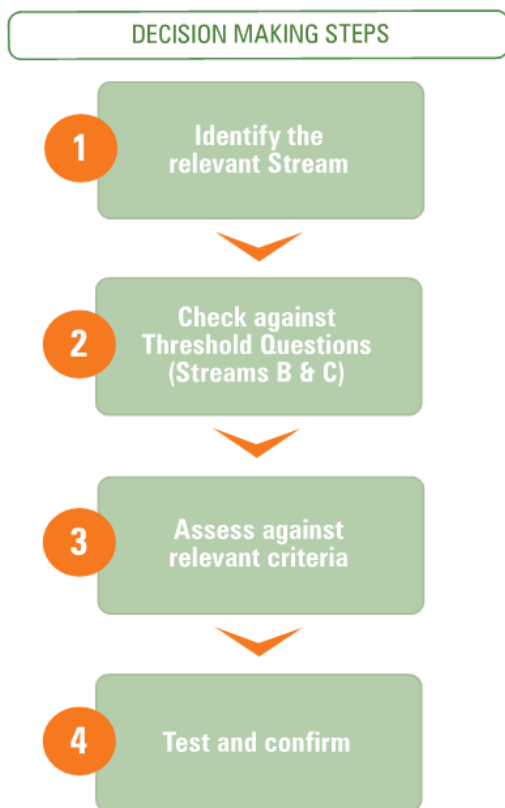 DECISION MAKING STEPS
1
Identify the
relevant Stream
2
Check against
Threshold Questions
(Streams B & C)
3
Assess against
relevant criteria
4
Test and confirm